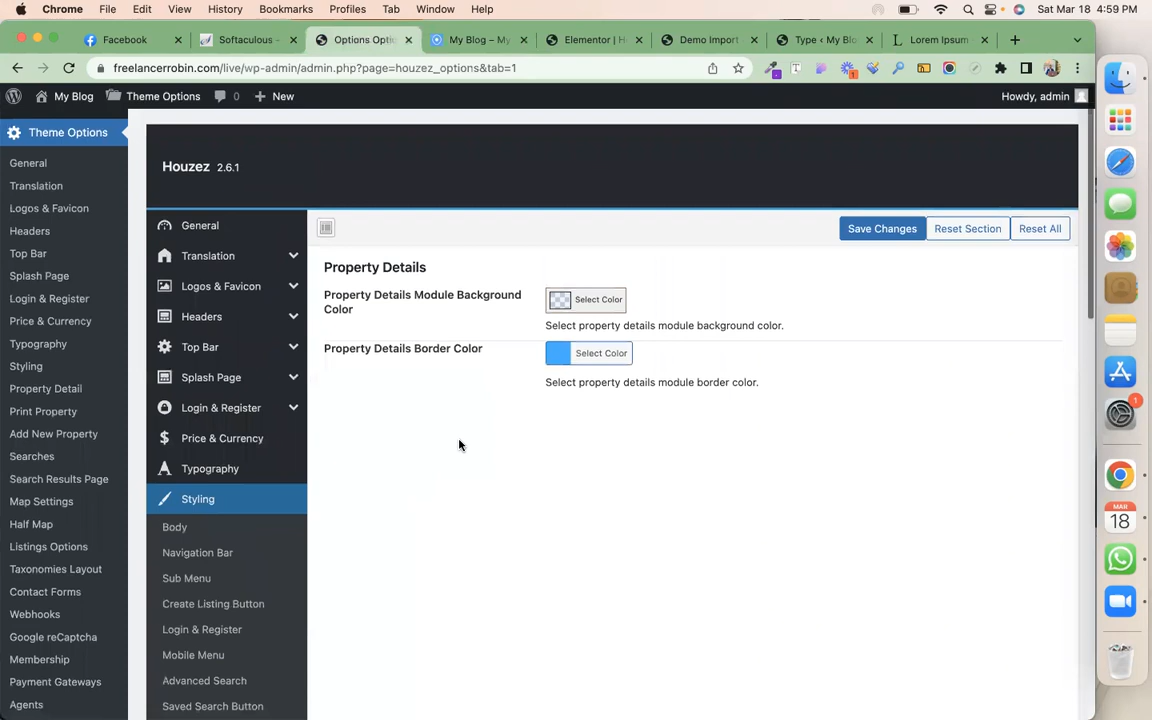 Chrome File Edit View History Bookmarks Profiles Tab Window Help Sat Mar 18 4:59 PM
Facebook Softaculous - Options Optio My Blog – My Elementor | Ho Demo Import Type ‹ My Blo Lorem Ipsum -
freelancerrobin.com/live/wp-admin/admin.php?page=houzez_options&tab=1
My Blog Theme Options 0 New Howdy, admin
Theme Options
General
Translation
Logos & Favicon
Headers
Top Bar
Splash Page
Login & Register
Price & Currency
Typography
Styling
Property Detail
Print Property
Add New Property
Searches
Search Results Page
Map Settings
Half Map
Listings Options
Taxonomies Layout
Contact Forms
Webhooks
Google reCaptcha
Membership
Payment Gateways
Agents
Houzez 2.6.1
General
Translation
Logos & Favicon
Headers
Top Bar
Splash Page
Login & Register
Price & Currency
Typography
Styling
Body
Navigation Bar
Sub Menu
Create Listing Button
Login & Register
Mobile Menu
Advanced Search
Saved Search Button
Save Changes Reset Section Reset All
Property Details
Property Details Module Background
Color
Select Color
Select property details module background color.
Property Details Border Color
Select Color
Select property details module border color.
1
MAR
18